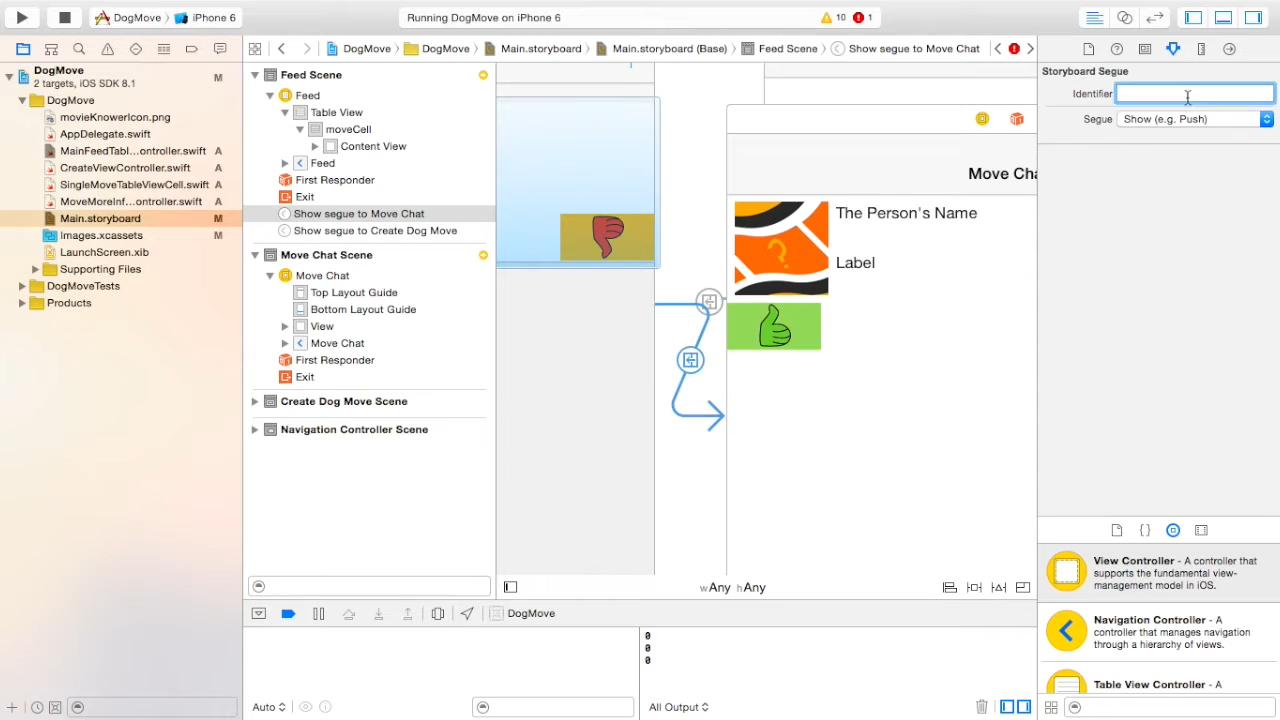 DogMove
iPhone 6
Running DogMove on iPhone 6
10
1
DogMove
DogMove
Main.storyboard
Main.storyboard (Base)
Feed Scene
Show segue to Move Chat
DogMove
M
2 targets, iOS SDK 8.1
DogMove
movieKnowerIcon.png
AppDelegate.swift
MainFeedTabl...ontroller.swift
A
CreateViewController.swift
A
SingleMoveTableViewCell.swift
A
MoveMoreInf...ontroller.swift
A
Main.storyboard
M
Images.xcassets
M
LaunchScreen.xib
Supporting Files
DogMoveTests
Products
Feed Scene
Feed
Table View
moveCell
Content View
Feed
First Responder
Exit
Show segue to Move Chat
Show segue to Create Dog Move
Move Chat Scene
Move Chat
Top Layout Guide
Bottom Layout Guide
View
Move Chat
First Responder
Exit
Create Dog Move Scene
Navigation Controller Scene
Move Cha
The Person's Name
Label
?
wAny hAny
DogMove
0
0
0
Auto
All Output
Storyboard Segue
Identifier
Segue
Show (e.g. Push)
{ }
View Controller - A controller that
supports the fundamental view-
management model in iOS.
Navigation Controller - A
controller that manages navigation
through a hierarchy of views.
Table View Controller - A